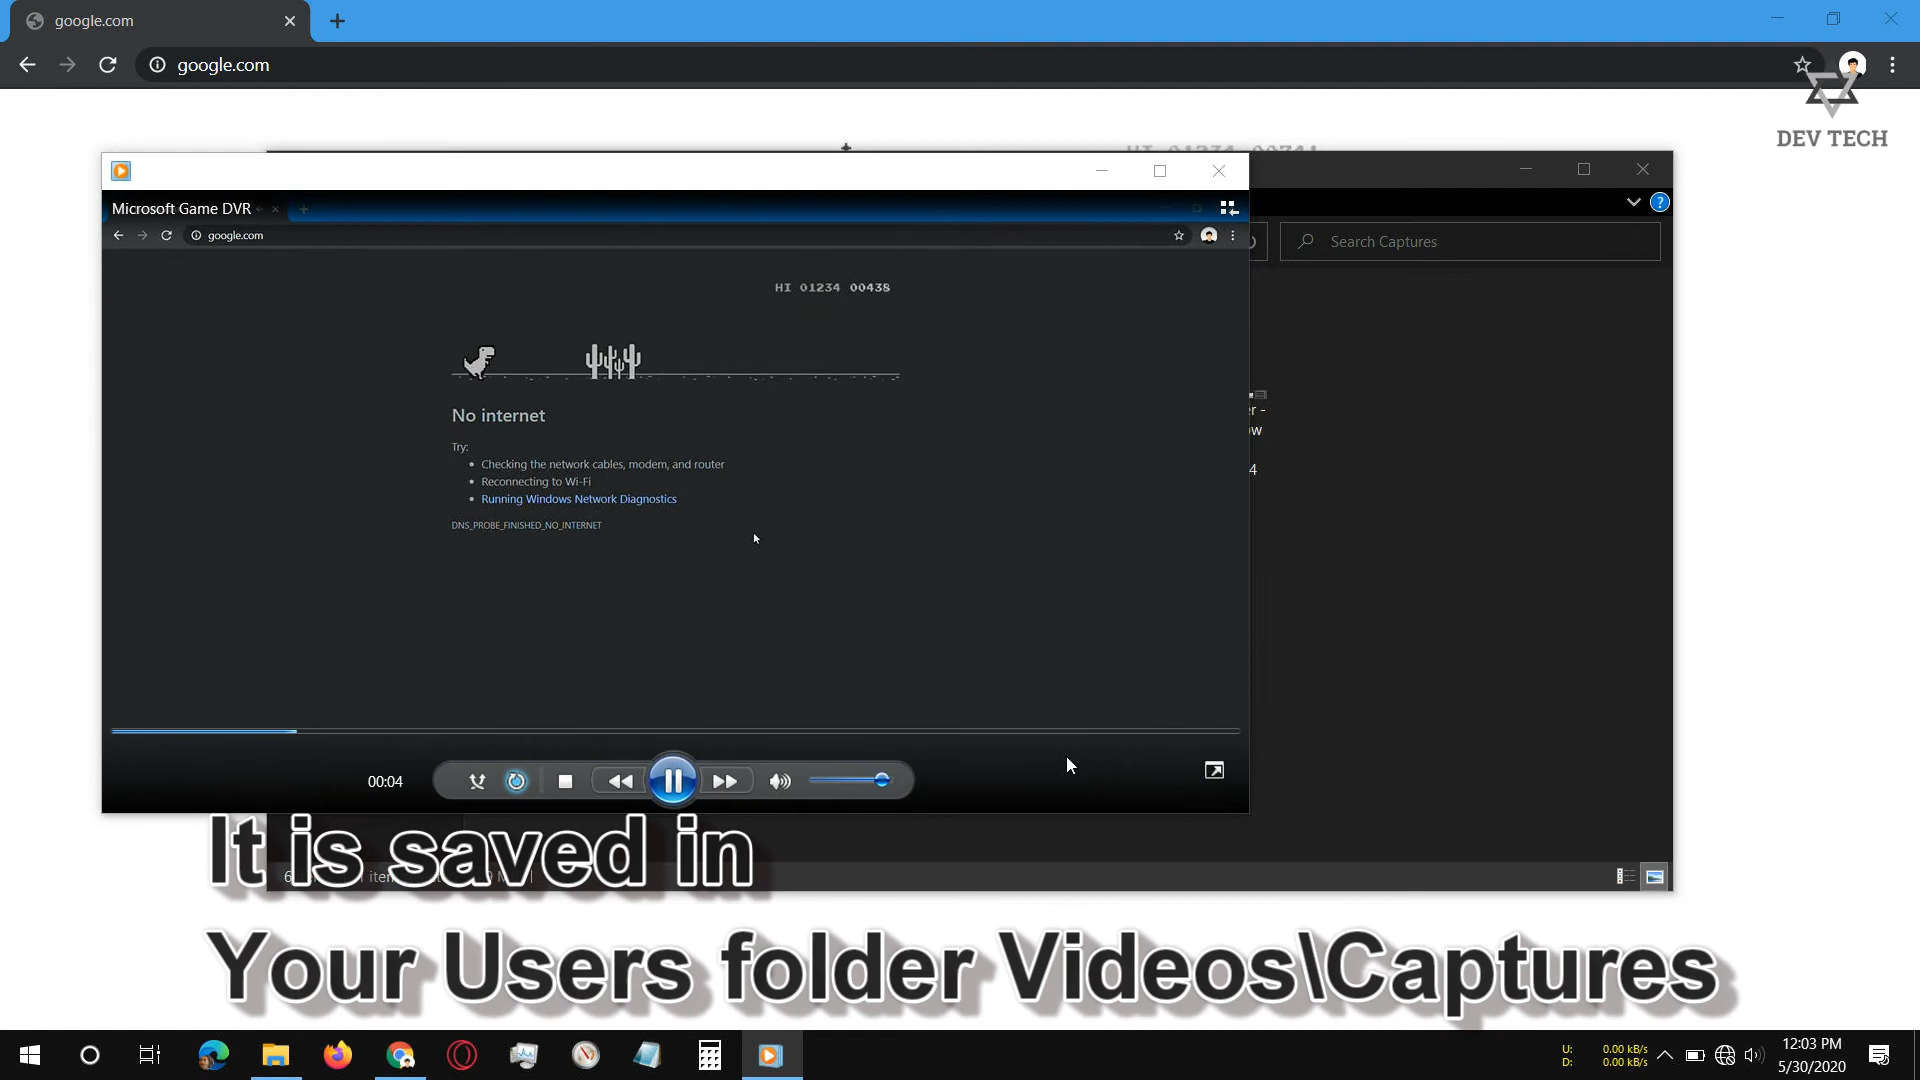 google.com
google.com
DEV TECH
Microsoft Game DVR
google.com
Search Captures
HI 01234 00438
No internet
Try:
Checking the network cables, modem, and router
Reconnecting to Wi-Fi
Running Windows Network Diagnostics
DNS_PROBE_FINISHED_NO_INTERNET
00:04
It is saved in
Your Users folder Videos\Captures
U: 0.00 kB/s
D: 0.00 kB/s
12:03 PM
5/30/2020